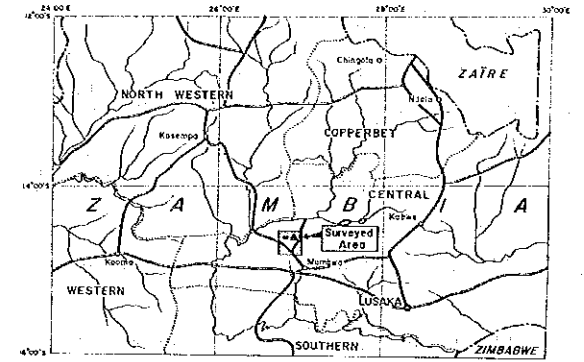 24°00'E 26°00' 28°00' 30°00'E
12°00'S
Chingola
ZAÏRE
NORTH WESTERN
Ndola
COPPERBET
Kasempa
14°00'S
CENTRAL
Z A M B I A
Kabwe
Surveyed
Area
Kaoma
Mumbwa
WESTERN
LUSAKA
SOUTHERN
16°00'S
ZIMBABWE